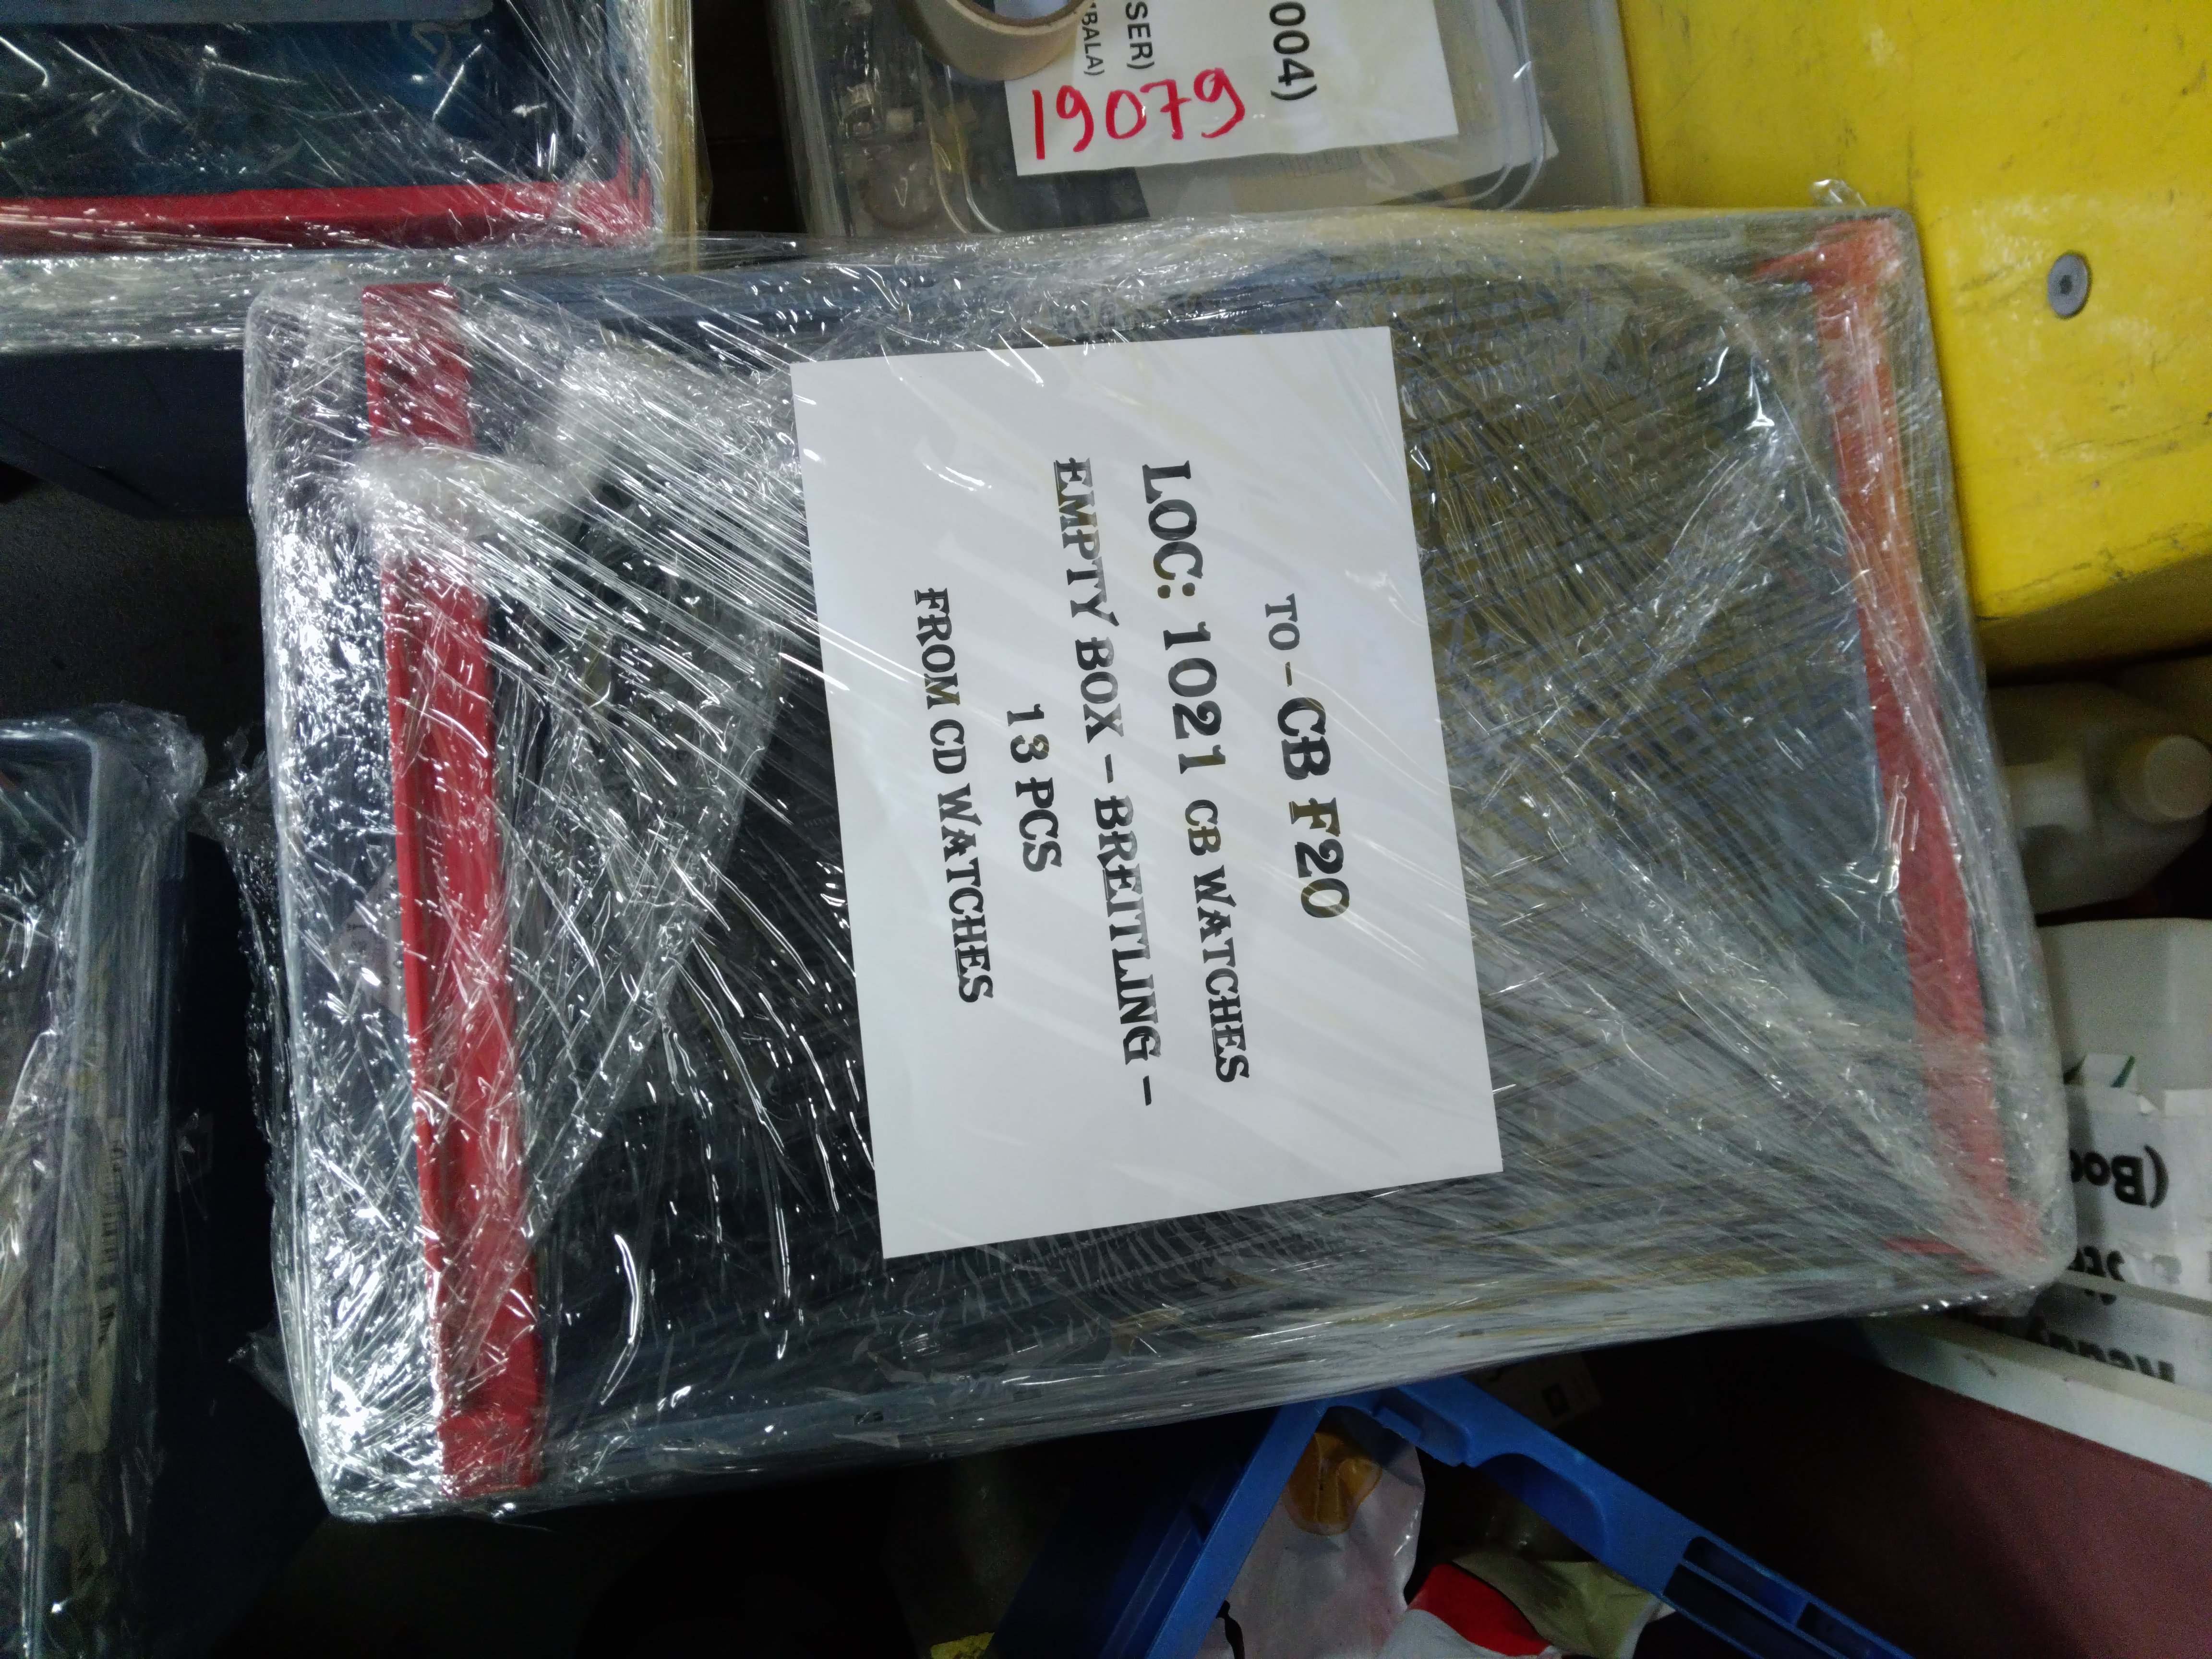 TO – CB F20
LOC: 1021 CB WATCHES
EMPTY BOX – BREITLING –
13 PCS
FROM CD WATCHES
004)
SER)
BALA)
19079
(Bo